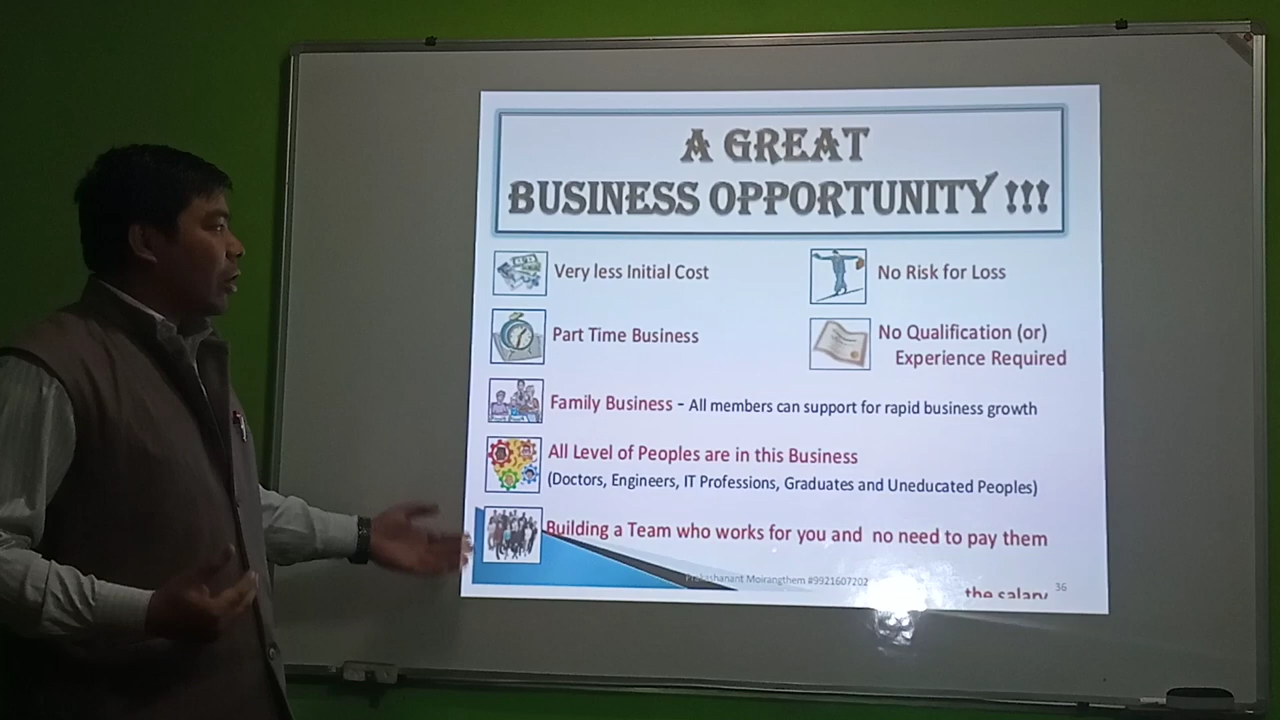 A GREAT
BUSINESS OPPORTUNITY !!!
Very less Initial Cost
No Risk for Loss
Part Time Business
No Qualification (or)
Experience Required
Family Business - All members can support for rapid business growth
All Level of Peoples are in this Business
(Doctors, Engineers, IT Professions, Graduates and Uneducated Peoples)
Building a Team who works for you and no need to pay them
Prakashanant Moirangthem #9921607202
the salary
36